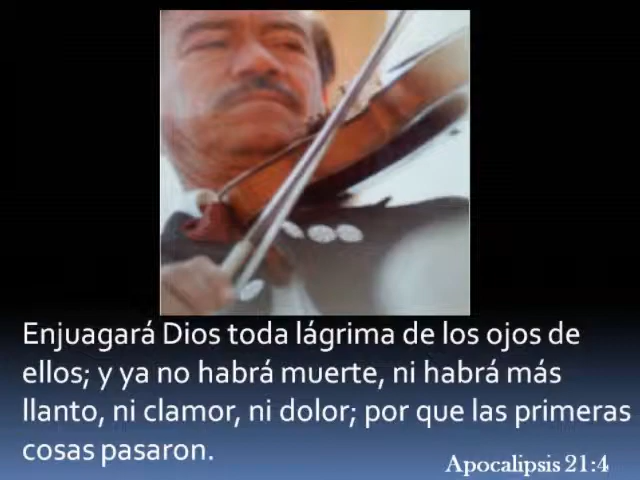 Enjuagará Dios toda lágrima de los ojos de
ellos; y ya no habrá muerte, ni habrá más
llanto, ni clamor, ni dolor; por que las primeras
cosas pasaron.
Apocalipsis 21:4